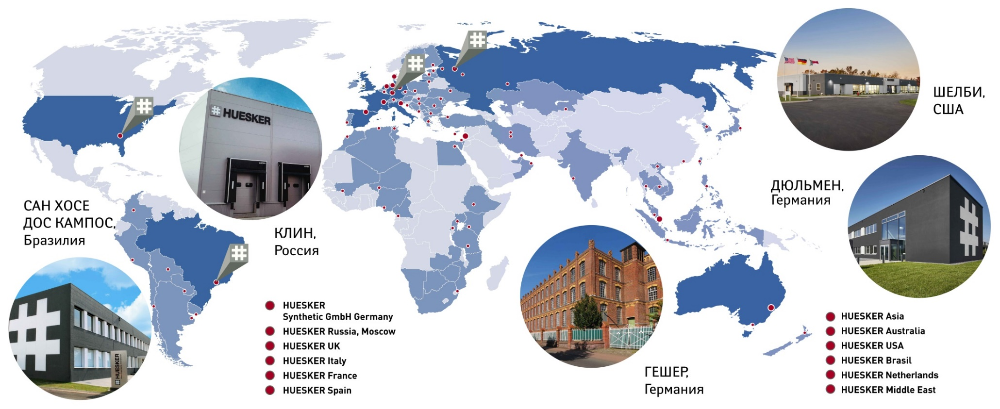 HUESKER
САН ХОСЕ
ДОС КАМПОС,
Бразилия
HUESKER
КЛИН,
Россия
HUESKER
Synthetic GmbH Germany
HUESKER Russia, Moscow
HUESKER UK
HUESKER Italy
HUESKER France
HUESKER Spain
ШЕЛБИ,
США
ДЮЛЬМЕН,
Германия
ГЕШЕР,
Германия
HUESKER Asia
HUESKER Australia
HUESKER USA
HUESKER Brasil
HUESKER Netherlands
HUESKER Middle East